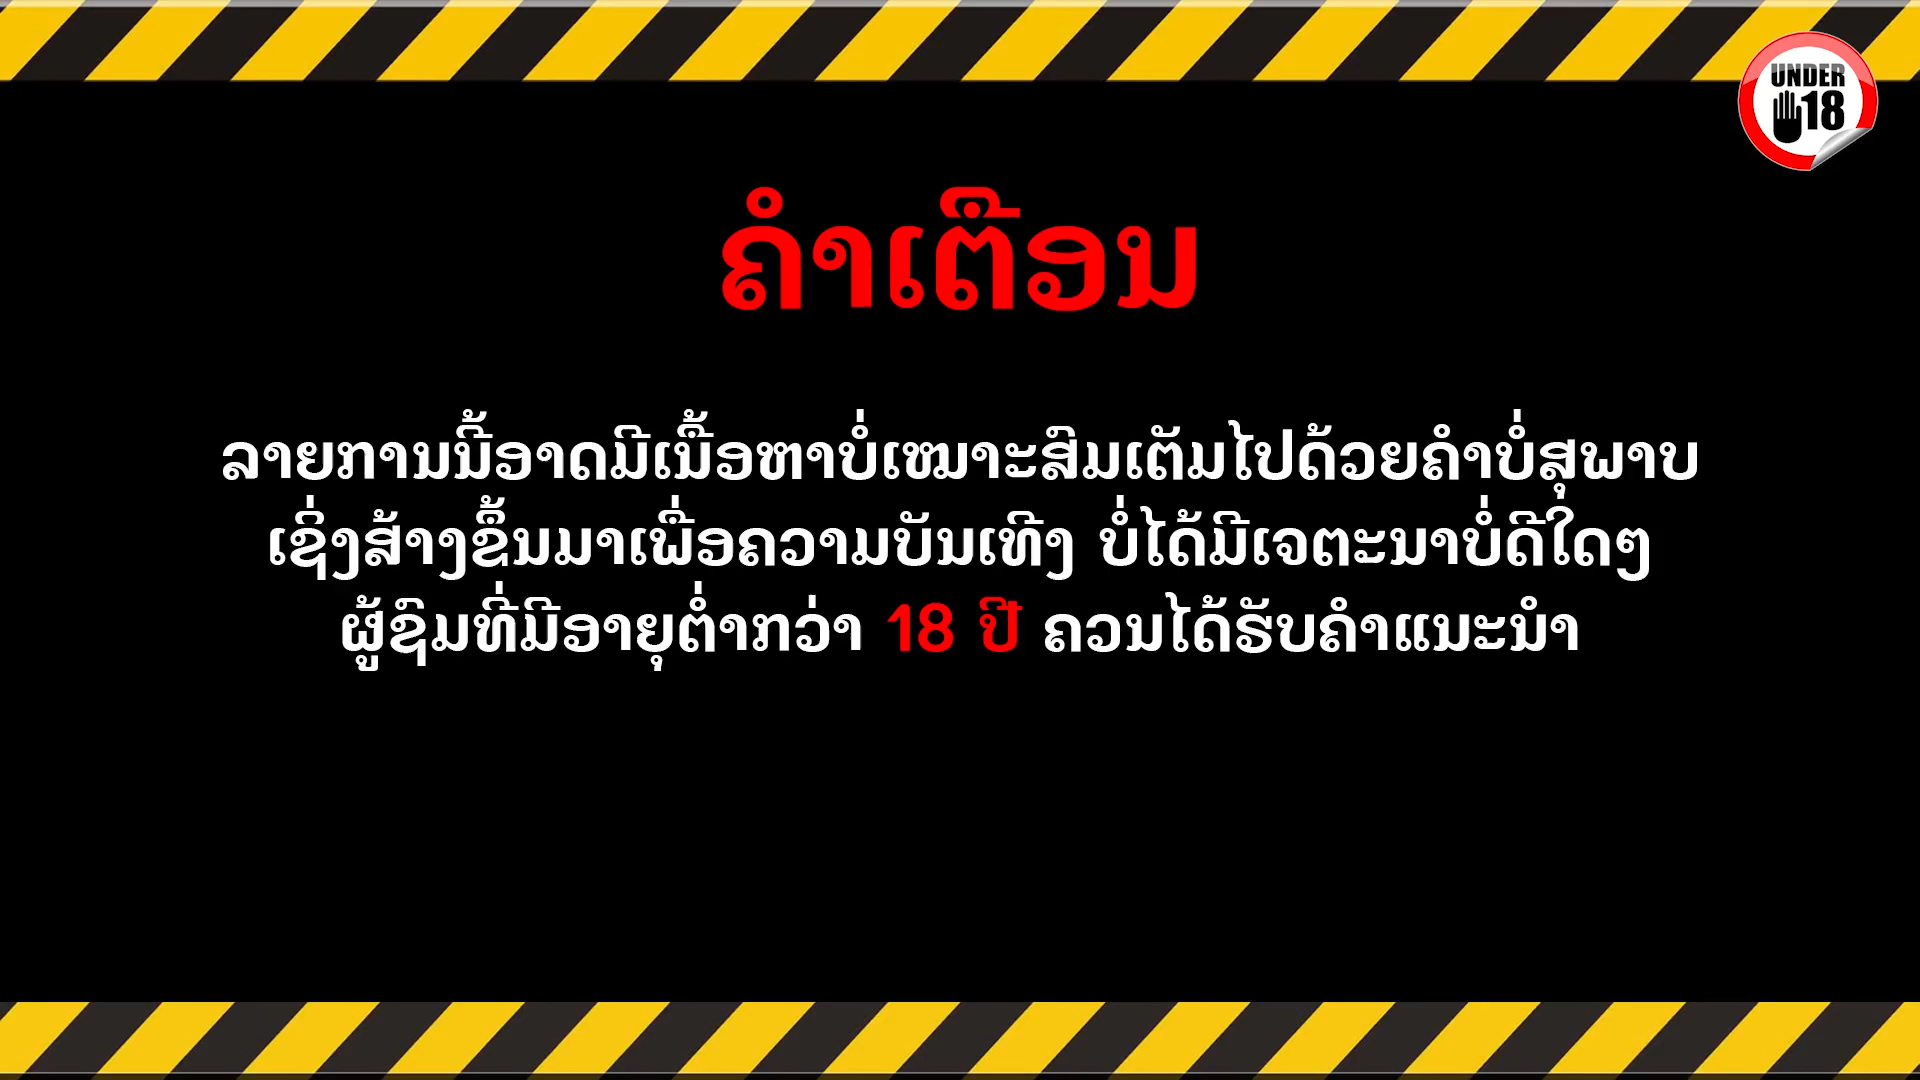 UNDER
18
ຄຳເຕືອນ
ລາຍການນີ້ອາດມີເນື້ອຫາບໍ່ເໝາະສົມເຕັມໄປດ້ວຍຄຳບໍ່ສຸພາບ
ເຊິ່ງສ້າງຂຶ້ນມາເພື່ອຄວາມບັນເທີງ ບໍ່ໄດ້ມີເຈຕະນາບໍ່ດີໃດໆ
ຜູ້ຊົມທີ່ມີອາຍຸຕ່ຳກວ່າ 18 ປີ ຄວນໄດ້ຮັບຄຳແນະນຳ